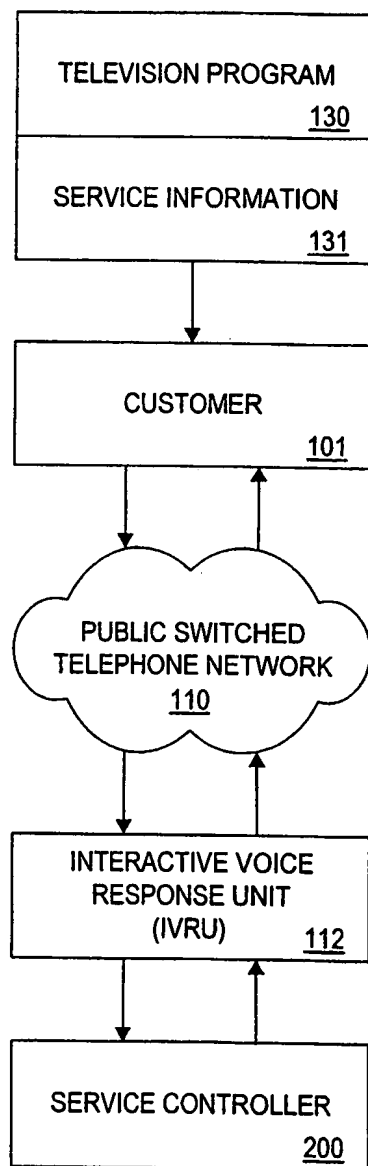 TELEVISION PROGRAM
130
SERVICE INFORMATION
131
CUSTOMER
101
PUBLIC SWITCHED
TELEPHONE NETWORK
110
INTERACTIVE VOICE
RESPONSE UNIT
(IVRU)
112
SERVICE CONTROLLER
200